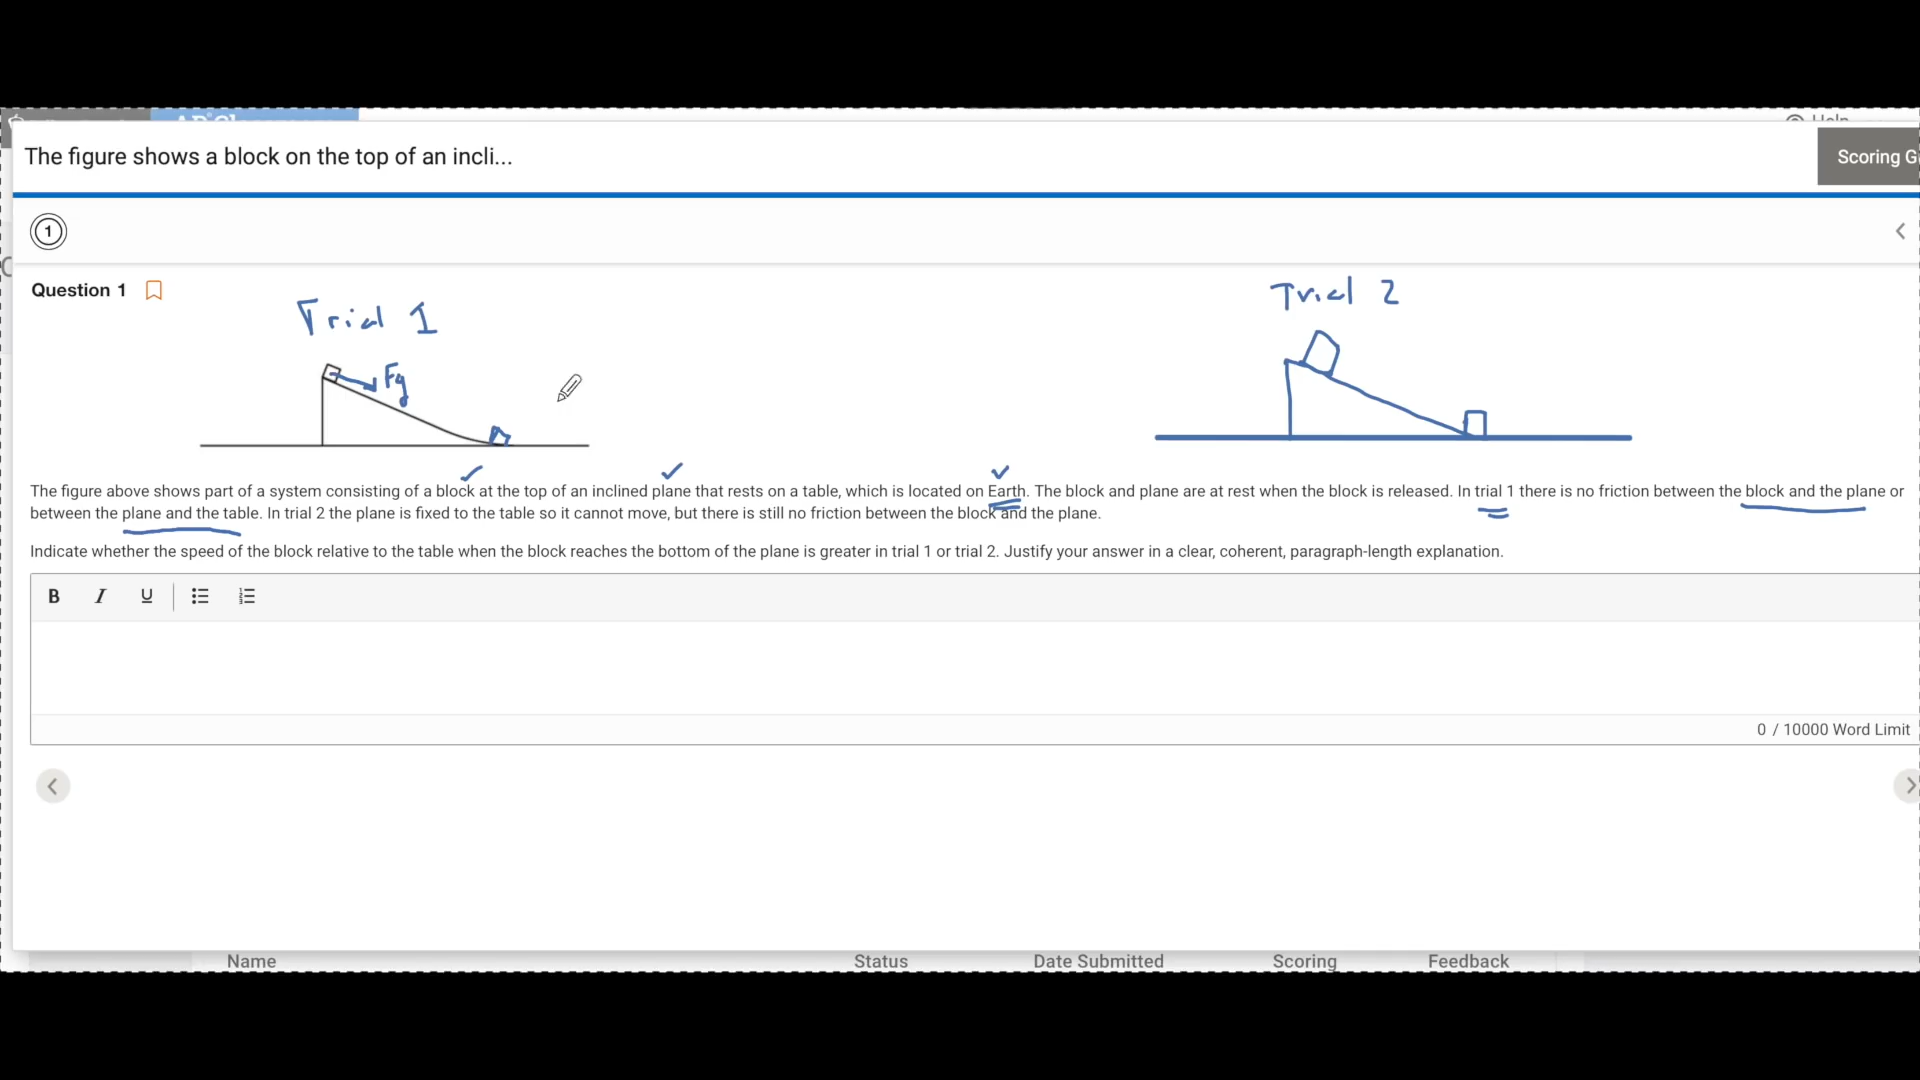 The figure shows a block on the top of an incli...
Scoring
1
Question 1
Trial 1
Trial 2
Fg
The figure above shows part of a system consisting of a block at the top of an inclined plane that rests on a table, which is located on Earth. The block and plane are at rest when the block is released. In trial 1 there is no friction between the block and the plane or
between the plane and the table. In trial 2 the plane is fixed to the table so it cannot move, but there is still no friction between the block and the plane.
Indicate whether the speed of the block relative to the table when the block reaches the bottom of the plane is greater in trial 1 or trial 2. Justify your answer in a clear, coherent, paragraph-length explanation.
B I U
0 / 10000 Word Limit
Name Status Date Submitted Scoring Feedback